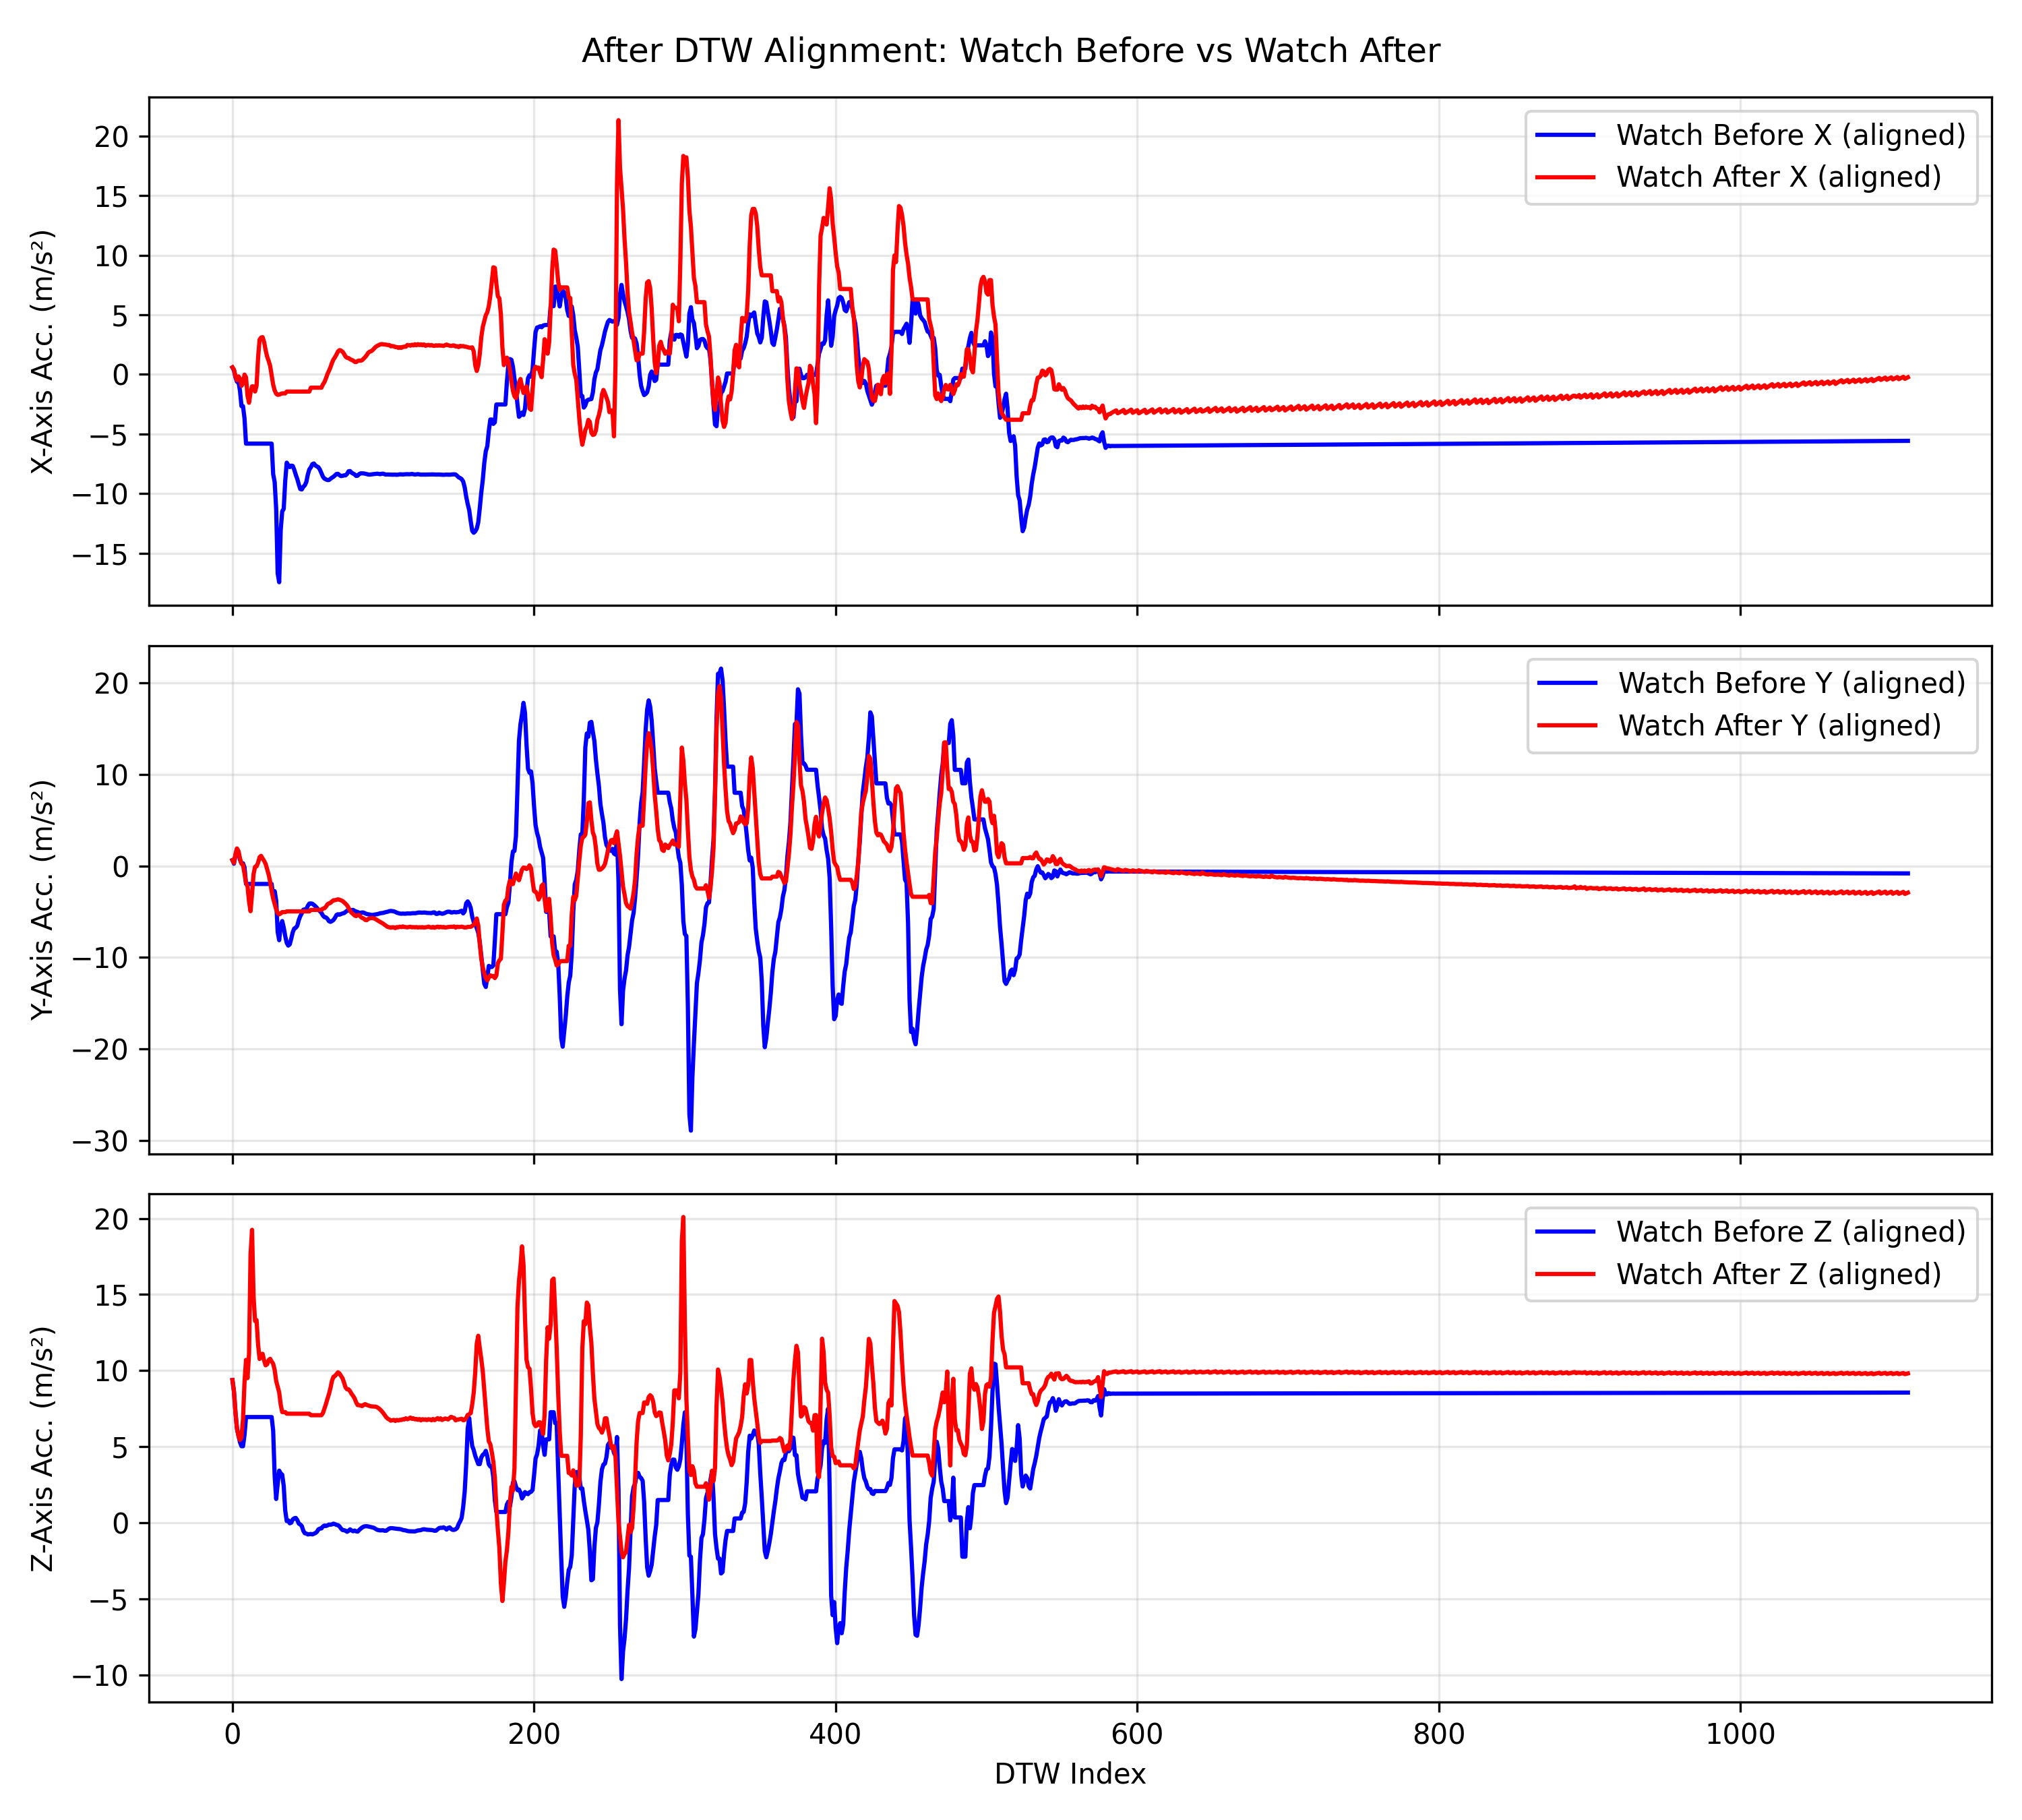 After DTW Alignment: Watch Before vs Watch After
X-Axis Acc. (m/s²)
20
15
10
5
0
−5
−10
−15
Watch Before X (aligned)
Watch After X (aligned)
Y-Axis Acc. (m/s²)
20
10
0
−10
−20
−30
Watch Before Y (aligned)
Watch After Y (aligned)
Z-Axis Acc. (m/s²)
20
15
10
5
0
−5
−10
Watch Before Z (aligned)
Watch After Z (aligned)
0 200 400 600 800 1000
DTW Index